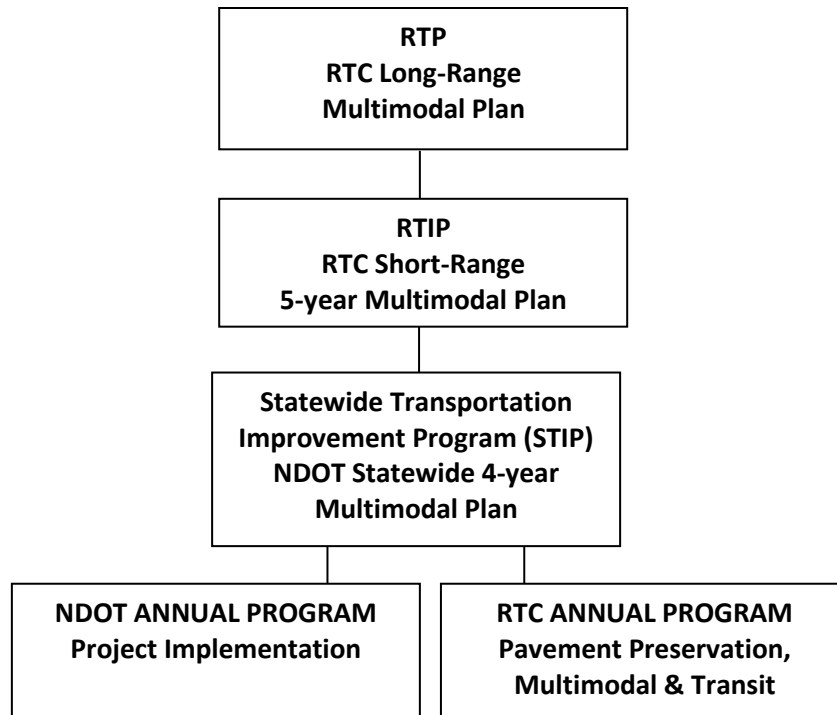 RTP
RTC Long-Range
Multimodal Plan
RTIP
RTC Short-Range
5-year Multimodal Plan
Statewide Transportation
Improvement Program (STIP)
NDOT Statewide 4-year
Multimodal Plan
NDOT ANNUAL PROGRAM
Project Implementation
RTC ANNUAL PROGRAM
Pavement Preservation,
Multimodal & Transit